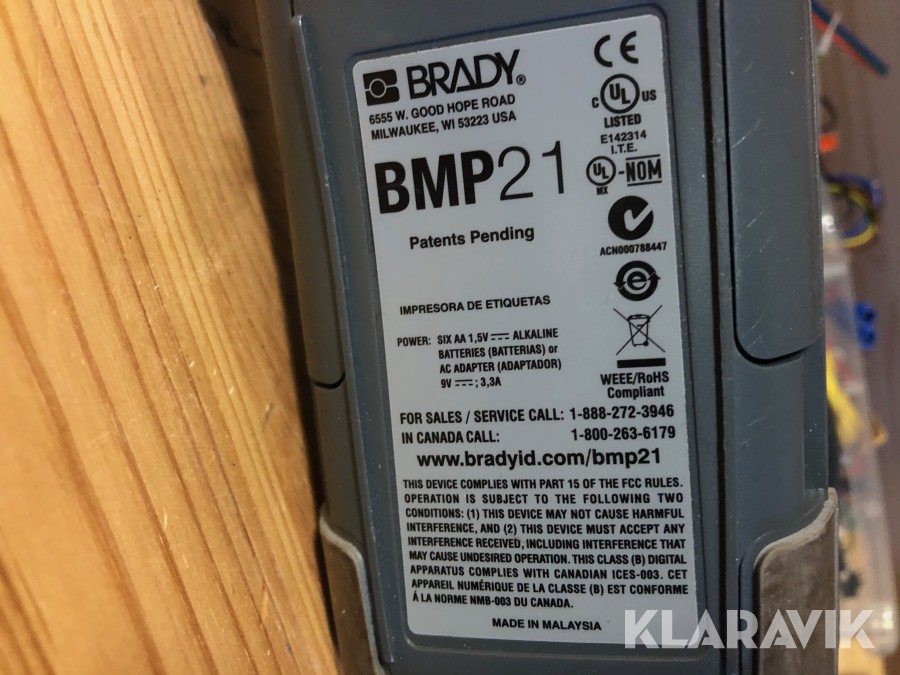 BRADY®
6555 W. GOOD HOPE ROAD
MILWAUKEE, WI 53223 USA
BMP21
Patents Pending
IMPRESORA DE ETIQUETAS
POWER: SIX AA 1,5V ⎓ ALKALINE
BATTERIES (BATTERIAS) or
AC ADAPTER (ADAPTADOR)
9V ⎓; 3,3A
CE
C UL US
LISTED
E142314
I.T.E.
UL-NOM
MX
ACN000788447
e
WEEE/RoHS
Compliant
FOR SALES / SERVICE CALL: 1-888-272-3946
IN CANADA CALL: 1-800-263-6179
www.bradyid.com/bmp21
THIS DEVICE COMPLIES WITH PART 15 OF THE FCC RULES.
OPERATION IS SUBJECT TO THE FOLLOWING TWO
CONDITIONS: (1) THIS DEVICE MAY NOT CAUSE HARMFUL
INTERFERENCE, AND (2) THIS DEVICE MUST ACCEPT ANY
INTERFERENCE RECEIVED, INCLUDING INTERFERENCE THAT
MAY CAUSE UNDESIRED OPERATION. THIS CLASS (B) DIGITAL
APPARATUS COMPLIES WITH CANADIAN ICES-003. CET
APPAREIL NUMÉRIQUE DE LA CLASSE (B) EST CONFORME
Á LA NORME NMB-003 DU CANADA.
MADE IN MALAYSIA
KLARAVIK